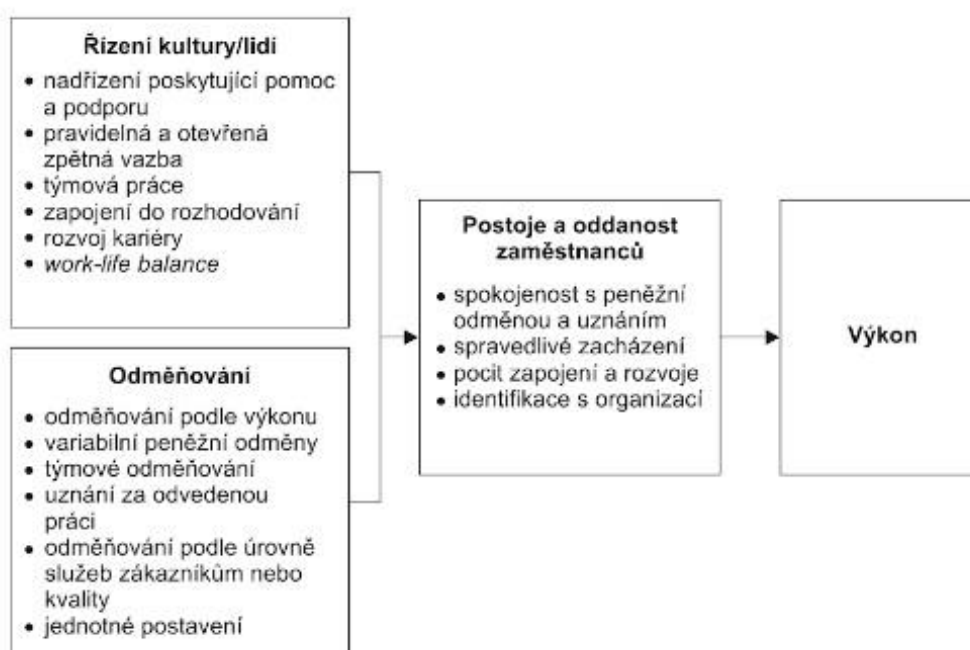 Řízení kultury/lidí
• nadřízení poskytující pomoc
a podporu
• pravidelná a otevřená
zpětná vazba
• týmová práce
• zapojení do rozhodování
• rozvoj kariéry
• work-life balance
Odměňování
• odměňování podle výkonu
• variabilní peněžní odměny
• týmové odměňování
• uznání za odvedenou
práci
• odměňování podle úrovně
služeb zákazníkům nebo
kvality
• jednotné postavení
Postoje a oddanost
zaměstnanců
• spokojenost s peněžní
odměnou a uznáním
• spravedlivé zacházení
• pocit zapojení a rozvoje
• identifikace s organizací
Výkon